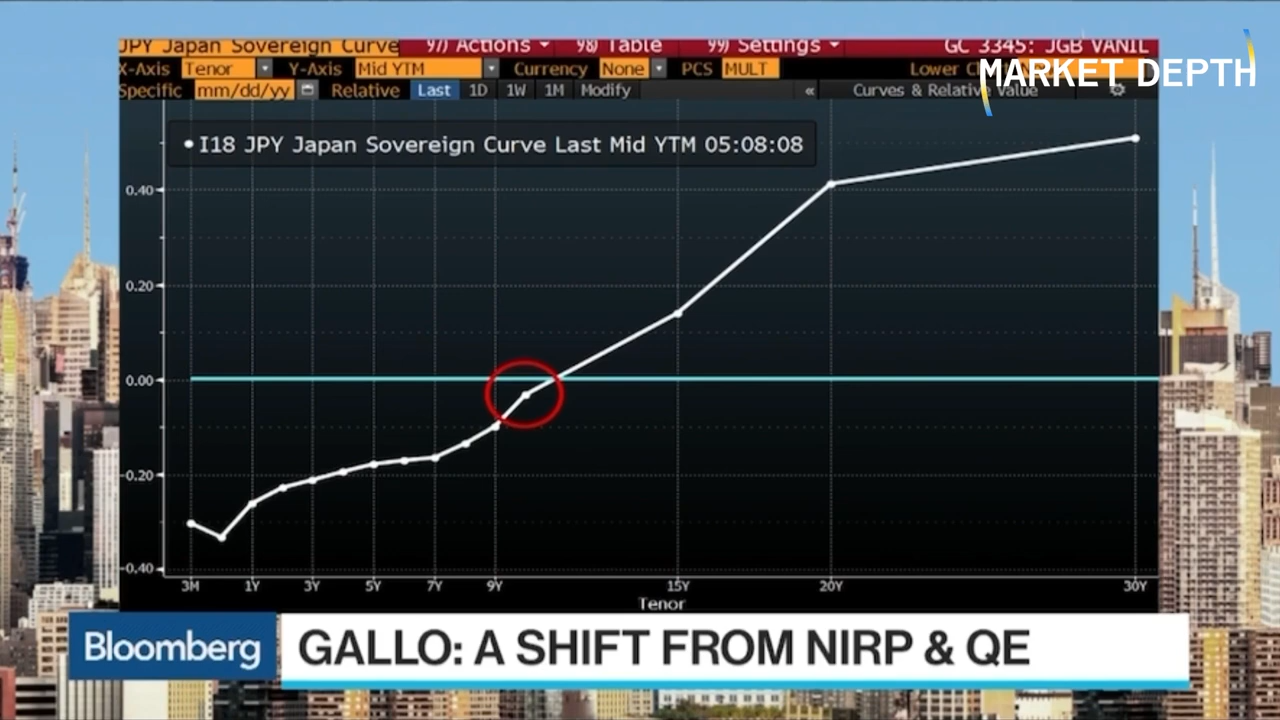 JPY Japan Sovereign Curve 97) Actions 98) Table 99) Settings GC 3345: JGB VANIL
X-Axis Tenor Y-Axis Mid YTM Currency None PCS MULT Lower
MARKET DEPTH
Specific mm/dd/yy Relative Last 1D 1W 1M Modify « Curves & Relative Value
I18 JPY Japan Sovereign Curve Last Mid YTM 05:08:08
0.40
0.20
0.00
-0.20
-0.40
3M 1Y 3Y 5Y 7Y 9Y 15Y 20Y 30Y
Tenor
Bloomberg
GALLO: A SHIFT FROM NIRP & QE